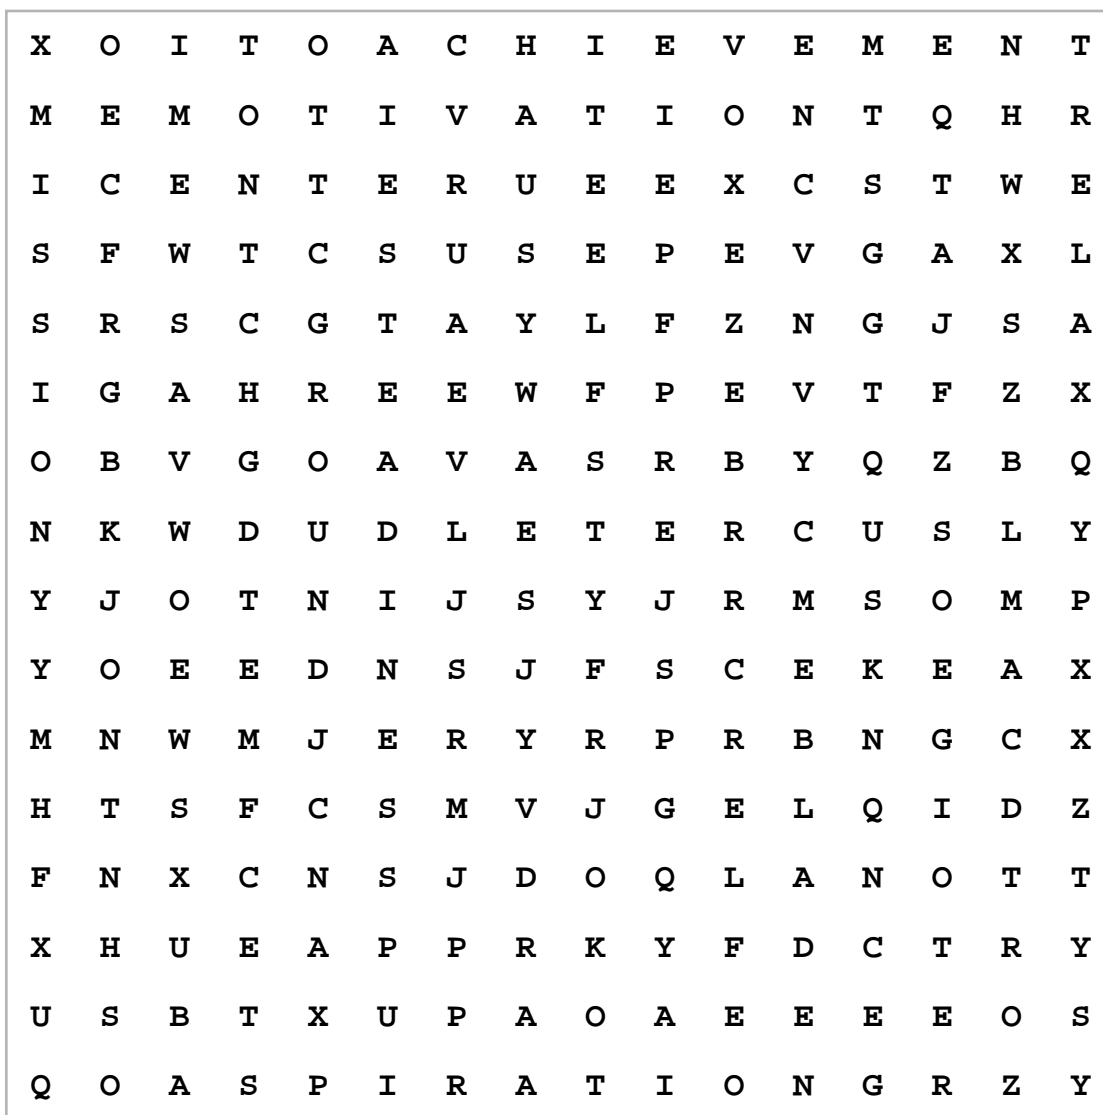 X O I T O A C H I E V E M E N T
M E M O T I V A T I O N T Q H R
I C E N T E R U E E X C S T W E
S F W T C S U S E P E V G A X L
S R S C G T A Y L F Z N G J S A
I G A H R E E W F P E V T F Z X
O B V G O A V A S R B Y Q Z B Q
N K W D U D L E T E R C U S L Y
Y J O T N I J S Y J R M S O M P
Y O E E D N S J F S C E K E A X
M N W M J E R Y R P R B N G C X
H T S F C S M V J G E L Q I D Z
F N X C N S J D O Q L A N O T T
X H U E A P P R K Y F D C T R Y
U S B T X U P A O A E E E E O S
Q O A S P I R A T I O N G R Z Y